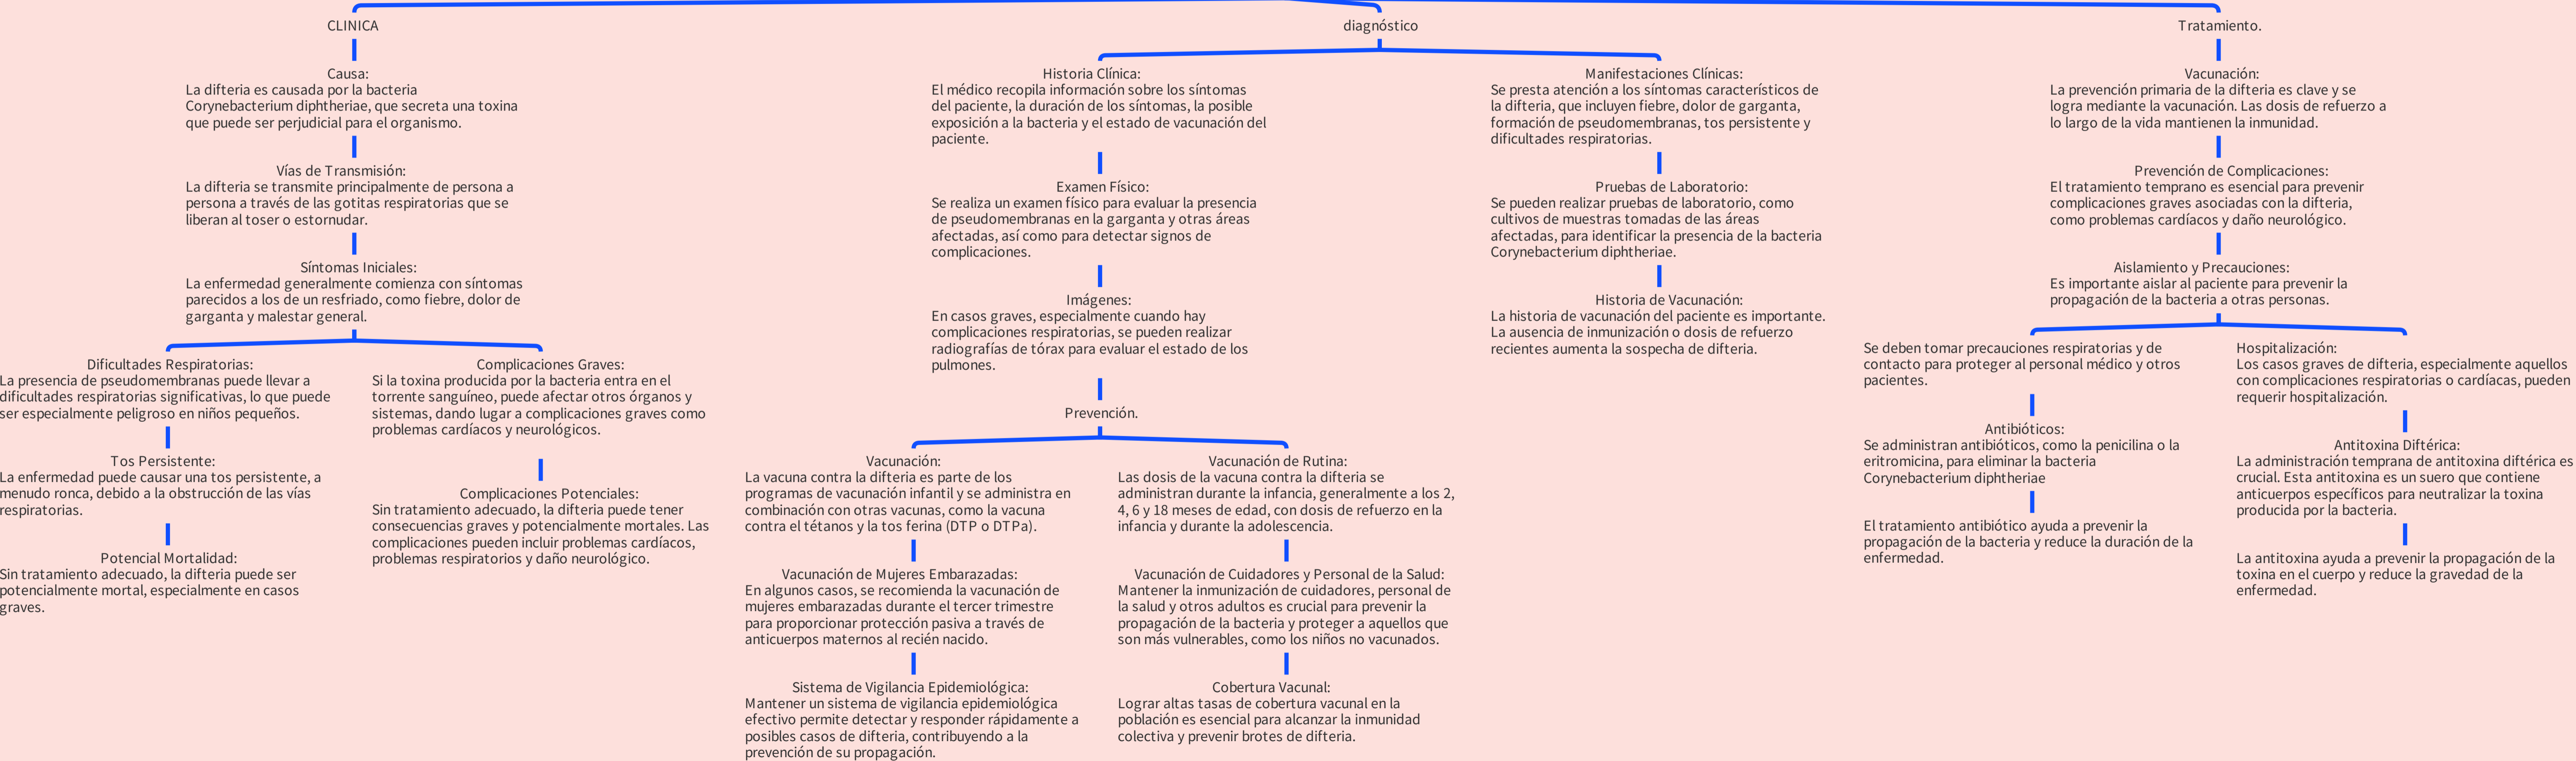 CLINICA
Causa:
La difteria es causada por la bacteria
Corynebacterium diphtheriae, que secreta una toxina
que puede ser perjudicial para el organismo.
Vías de Transmisión:
La difteria se transmite principalmente de persona a
persona a través de las gotitas respiratorias que se
liberan al toser o estornudar.
Síntomas Iniciales:
La enfermedad generalmente comienza con síntomas
parecidos a los de un resfriado, como fiebre, dolor de
garganta y malestar general.
Dificultades Respiratorias:
La presencia de pseudomembranas puede llevar a
dificultades respiratorias significativas, lo que puede
ser especialmente peligroso en niños pequeños.
Tos Persistente:
La enfermedad puede causar una tos persistente, a
menudo ronca, debido a la obstrucción de las vías
respiratorias.
Potencial Mortalidad:
Sin tratamiento adecuado, la difteria puede ser
potencialmente mortal, especialmente en casos
graves.
Complicaciones Graves:
Si la toxina producida por la bacteria entra en el
torrente sanguíneo, puede afectar otros órganos y
sistemas, dando lugar a complicaciones graves como
problemas cardíacos y neurológicos.
Complicaciones Potenciales:
Sin tratamiento adecuado, la difteria puede tener
consecuencias graves y potencialmente mortales. Las
complicaciones pueden incluir problemas cardíacos,
problemas respiratorios y daño neurológico.
diagnóstico
Historia Clínica:
El médico recopila información sobre los síntomas
del paciente, la duración de los síntomas, la posible
exposición a la bacteria y el estado de vacunación del
paciente.
Examen Físico:
Se realiza un examen físico para evaluar la presencia
de pseudomembranas en la garganta y otras áreas
afectadas, así como para detectar signos de
complicaciones.
Imágenes:
En casos graves, especialmente cuando hay
complicaciones respiratorias, se pueden realizar
radiografías de tórax para evaluar el estado de los
pulmones.
Prevención.
Vacunación:
La vacuna contra la difteria es parte de los
programas de vacunación infantil y se administra en
combinación con otras vacunas, como la vacuna
contra el tétanos y la tos ferina (DTP o DTPa).
Vacunación de Mujeres Embarazadas:
En algunos casos, se recomienda la vacunación de
mujeres embarazadas durante el tercer trimestre
para proporcionar protección pasiva a través de
anticuerpos maternos al recién nacido.
Sistema de Vigilancia Epidemiológica:
Mantener un sistema de vigilancia epidemiológica
efectivo permite detectar y responder rápidamente a
posibles casos de difteria, contribuyendo a la
prevención de su propagación.
Vacunación de Rutina:
Las dosis de la vacuna contra la difteria se
administran durante la infancia, generalmente a los 2,
4, 6 y 18 meses de edad, con dosis de refuerzo en la
infancia y durante la adolescencia.
Vacunación de Cuidadores y Personal de la Salud:
Mantener la inmunización de cuidadores, personal de
la salud y otros adultos es crucial para prevenir la
propagación de la bacteria y proteger a aquellos que
son más vulnerables, como los niños no vacunados.
Cobertura Vacunal:
Lograr altas tasas de cobertura vacunal en la
población es esencial para alcanzar la inmunidad
colectiva y prevenir brotes de difteria.
Manifestaciones Clínicas:
Se presta atención a los síntomas característicos de
la difteria, que incluyen fiebre, dolor de garganta,
formación de pseudomembranas, tos persistente y
dificultades respiratorias.
Pruebas de Laboratorio:
Se pueden realizar pruebas de laboratorio, como
cultivos de muestras tomadas de las áreas
afectadas, para identificar la presencia de la bacteria
Corynebacterium diphtheriae.
Historia de Vacunación:
La historia de vacunación del paciente es importante.
La ausencia de inmunización o dosis de refuerzo
recientes aumenta la sospecha de difteria.
Tratamiento.
Vacunación:
La prevención primaria de la difteria es clave y se
logra mediante la vacunación. Las dosis de refuerzo a
lo largo de la vida mantienen la inmunidad.
Prevención de Complicaciones:
El tratamiento temprano es esencial para prevenir
complicaciones graves asociadas con la difteria,
como problemas cardíacos y daño neurológico.
Aislamiento y Precauciones:
Es importante aislar al paciente para prevenir la
propagación de la bacteria a otras personas.
Se deben tomar precauciones respiratorias y de
contacto para proteger al personal médico y otros
pacientes.
Antibióticos:
Se administran antibióticos, como la penicilina o la
eritromicina, para eliminar la bacteria
Corynebacterium diphtheriae
El tratamiento antibiótico ayuda a prevenir la
propagación de la bacteria y reduce la duración de la
enfermedad.
Hospitalización:
Los casos graves de difteria, especialmente aquellos
con complicaciones respiratorias o cardíacas, pueden
requerir hospitalización.
Antitoxina Diftérica:
La administración temprana de antitoxina diftérica es
crucial. Esta antitoxina es un suero que contiene
anticuerpos específicos para neutralizar la toxina
producida por la bacteria.
La antitoxina ayuda a prevenir la propagación de la
toxina en el cuerpo y reduce la gravedad de la
enfermedad.